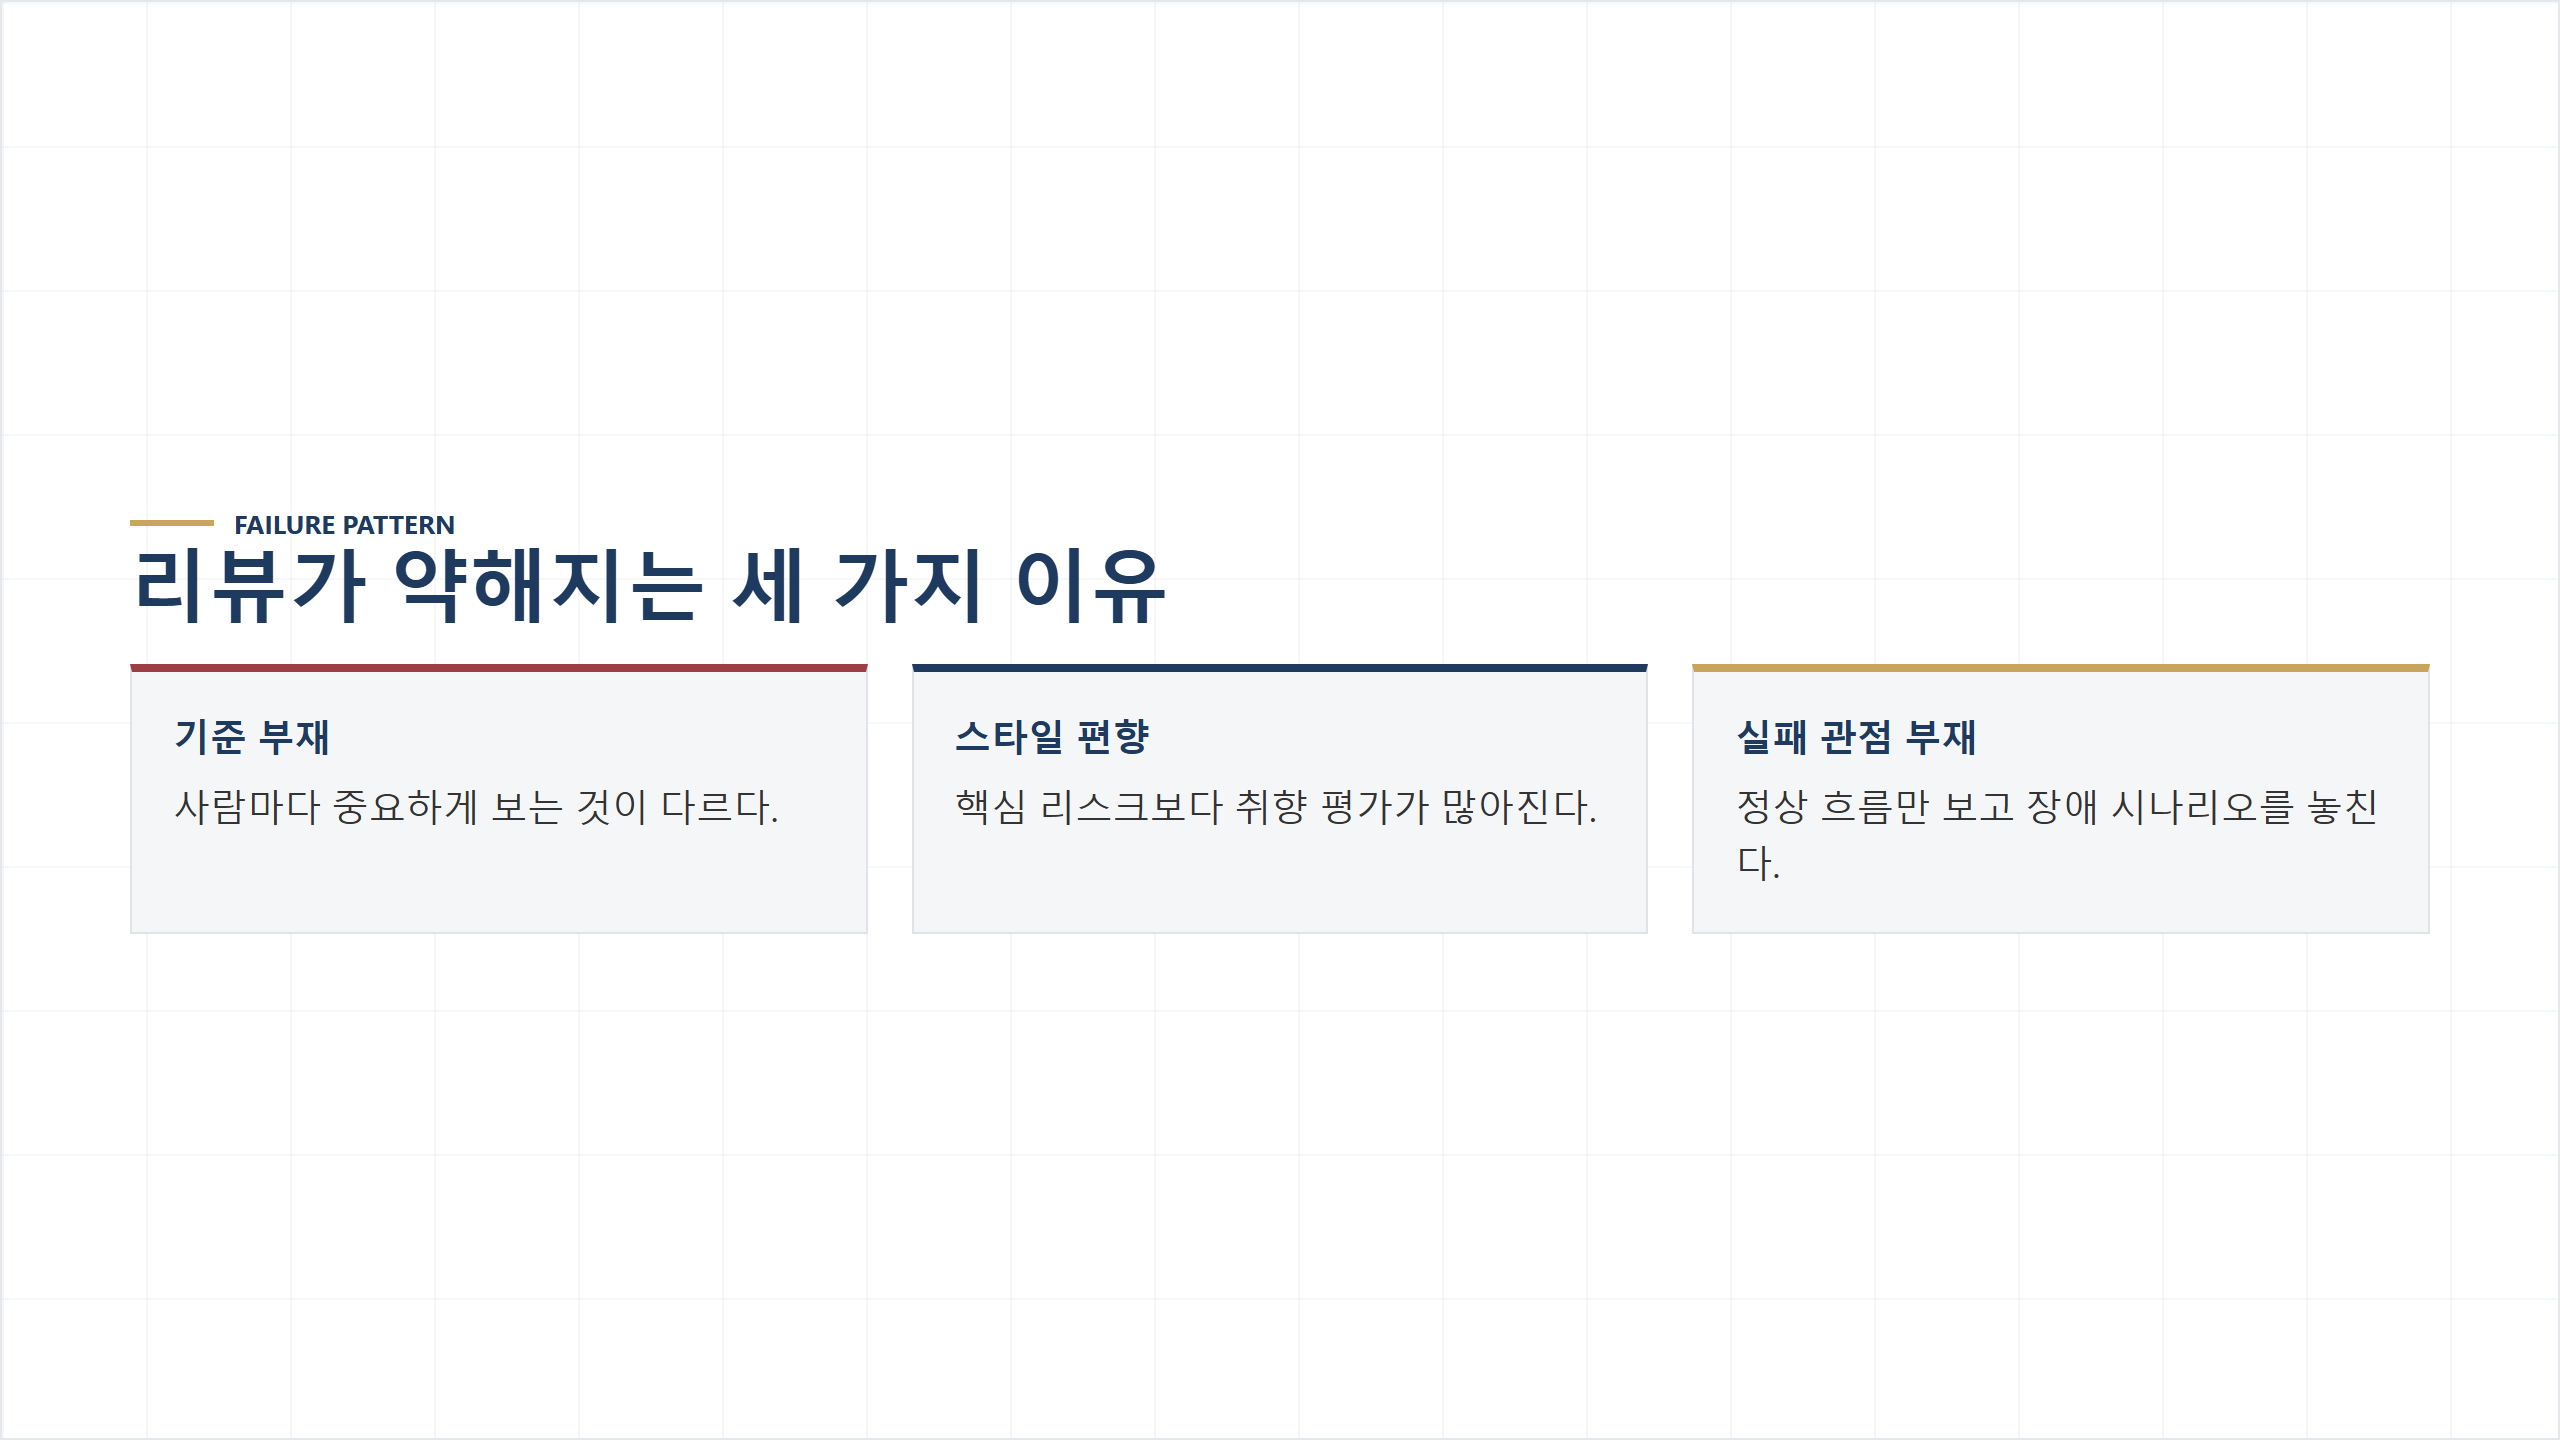 FAILURE PATTERN
리뷰가 약해지는 세 가지 이유
기준 부재
사람마다 중요하게 보는 것이 다르다.
스타일 편향
핵심 리스크보다 취향 평가가 많아진다.
실패 관점 부재
정상 흐름만 보고 장애 시나리오를 놓친
다.